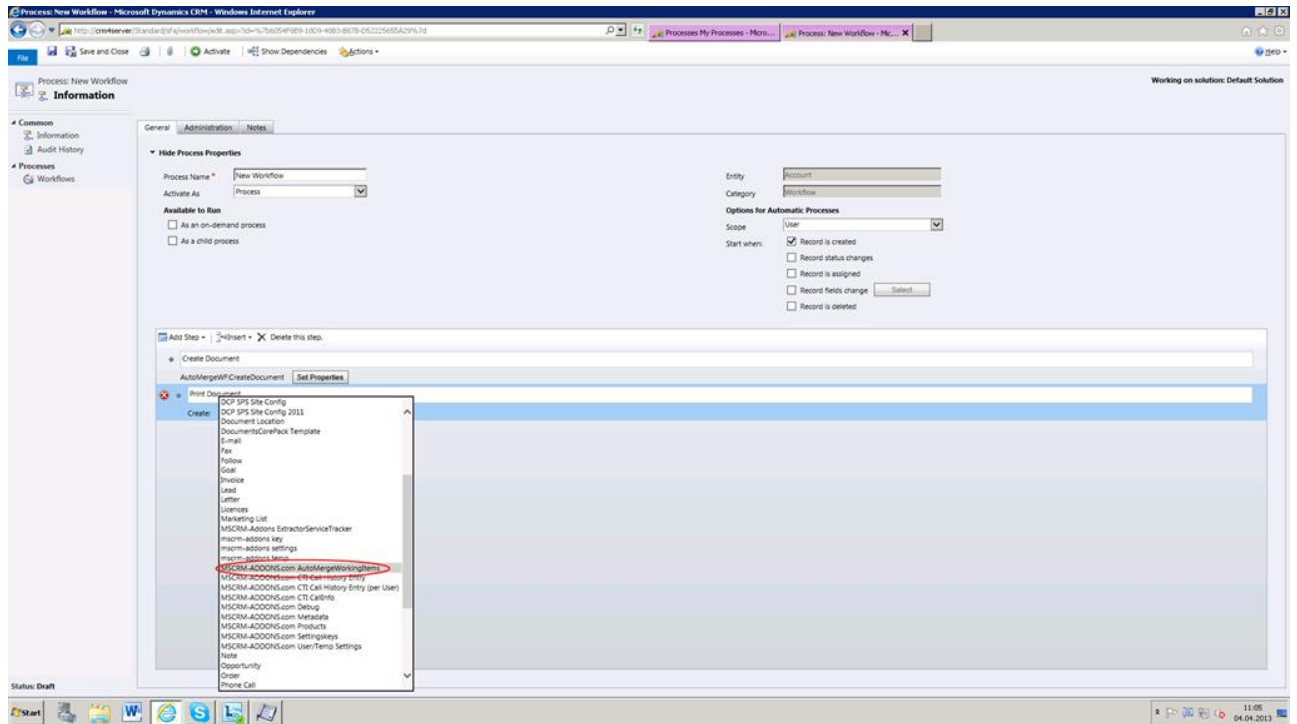 Process: New Workflow - Microsoft Dynamics CRM - Windows Internet Explorer
Processes My Processes - Micro...
Process: New Workflow - Mic...
File
Save and Close
Activate
Show Dependencies
Actions
Help
Process: New Workflow
Information
Working on solution: Default Solution
Common
Information
Audit History
Processes
Workflows
General Administration Notes
Hide Process Properties
Process Name * New Workflow
Activate As Process
Available to Run
As an on-demand process
As a child process
Entity Account
Category Workflow
Options for Automatic Processes
Scope User
Start when: Record is created
Record status changes
Record is assigned
Record fields change Select
Record is deleted
Add Step Insert Delete this step.
Create Document
AutoMergeWF:CreateDocument Set Properties
Print Document
Create:
DCP SPS Site Config
DCP SPS Site Config 2011
Document Location
DocumentsCorePack Template
E-mail
Fax
Follow
Goal
Invoice
Lead
Letter
Licences
Marketing List
MSCRM-Addons ExtractorServiceTracker
mscrm-addons key
mscrm-addons settings
mscrm-addons temp
MSCRM-ADDONS.com AutoMergeWorkingItems
MSCRM-ADDONS.com CTI Call History Entry
MSCRM-ADDONS.com CTI Call History Entry (per User)
MSCRM-ADDONS.com CTI CallInfo
MSCRM-ADDONS.com Debug
MSCRM-ADDONS.com Metadata
MSCRM-ADDONS.com Products
MSCRM-ADDONS.com Settingskeys
MSCRM-ADDONS.com User/Temp Settings
Note
Opportunity
Order
Phone Call
Status: Draft
Start
11:05
04.04.2013